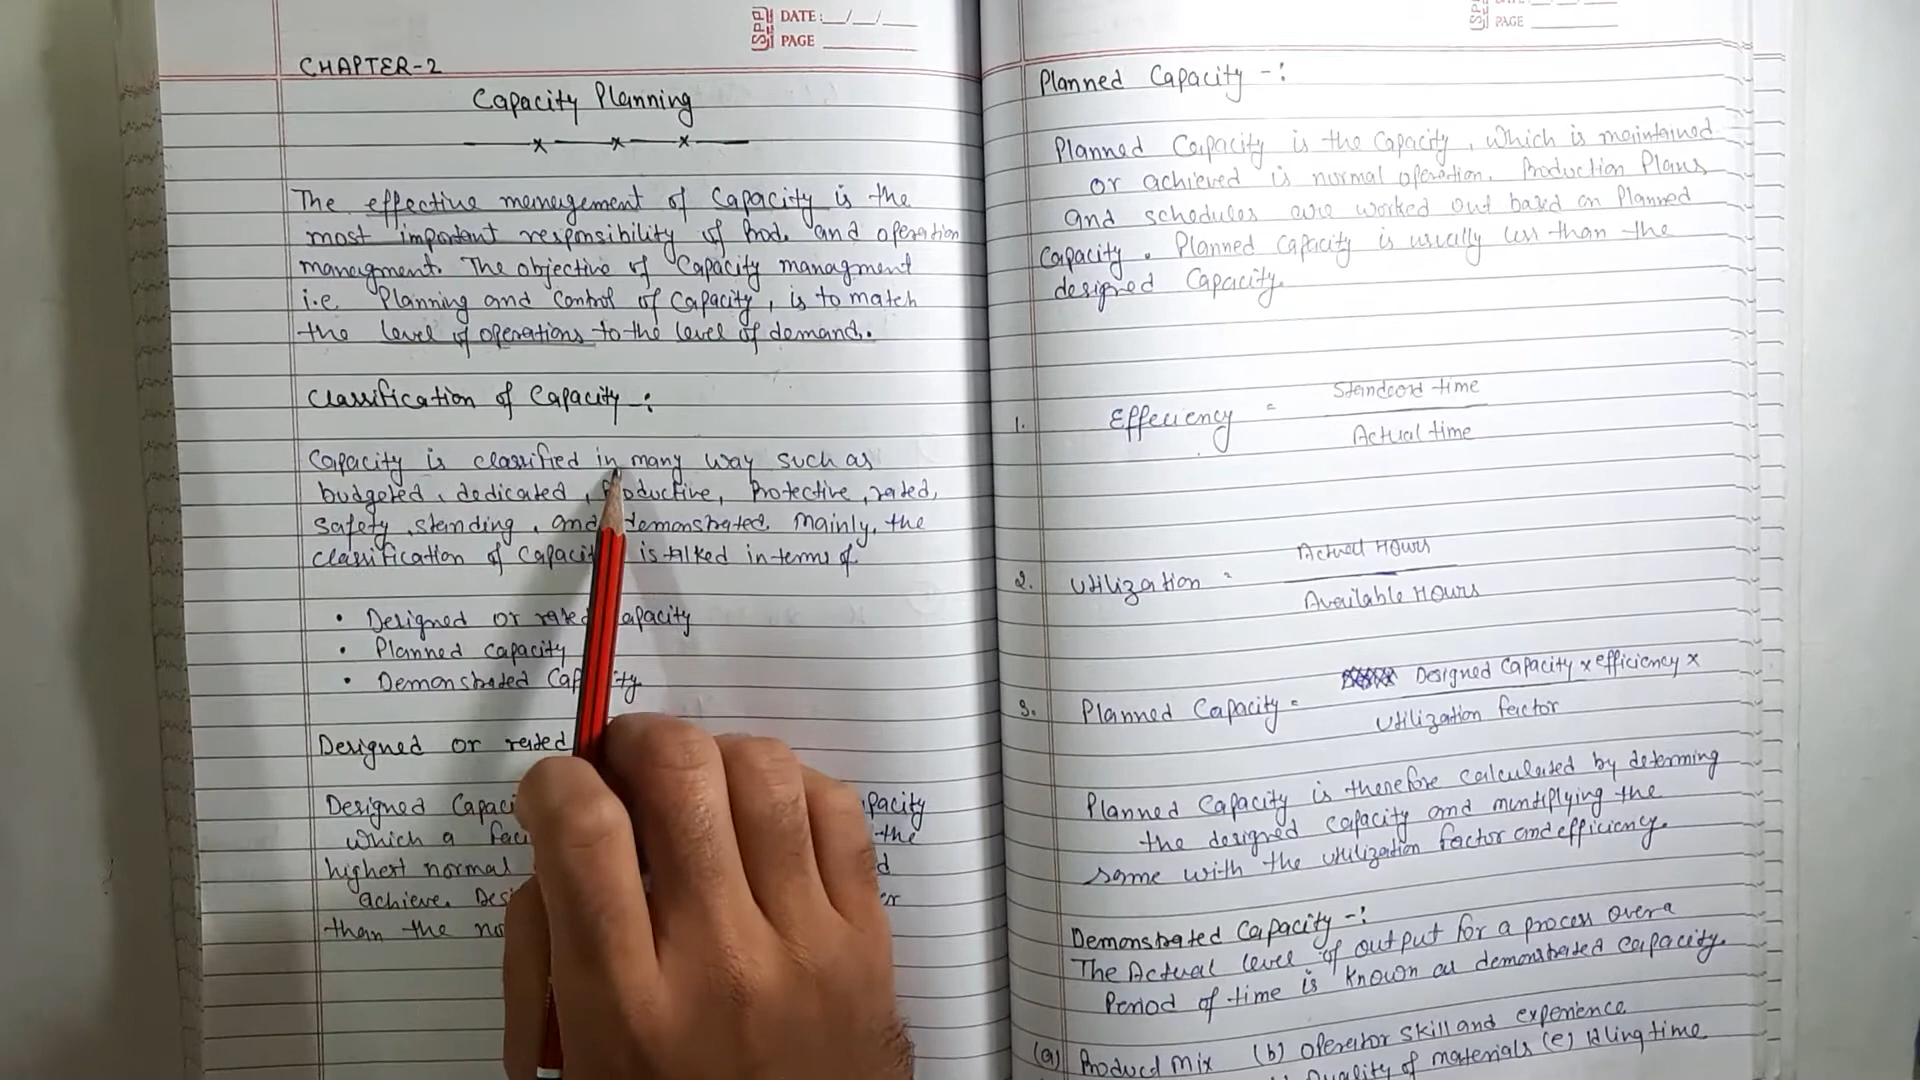 DATE: __/__/__
PAGE
CHAPTER-2
Capacity Planning
The effective menegement of Capacity is the
most important responsibility of Prod. and operation
managment. The objective of Capacity managment
i.e. Planning and Control of Capacity, is to match
the level of operations to the level of demand.
Classification of Capacity -:
Capacity is classified in many way such as
budgeted, dedicated, Productive, Protective, rated,
Safety, standing, and demonstrated. Mainly, the
classification of Capacity is talked in terms of
• Designed or rated Capacity
• Planned Capacity
• Demonstrated Capacity
Designed or rated
Designed Capaci pacity
which a faci the
highest normal d
achieve. Des er
than the no
PAGE
Planned Capacity -:
Planned Capacity is the Capacity, which is maintained
or achieved is normal operation. Production Plans
and schedules are worked out based on Planned
Capacity. Planned Capacity is usually less than the
designed Capacity.
1. Effeciency = Standard time
Actual time
2. Utilization = Actual Hours
Available Hours
3. Planned Capacity = Designed Capacity x efficiency x
Utilization factor
Planned Capacity is therefore calculated by determing
the designed capacity and multiplying the
same with the utilization factor and efficiency.
Demonstrated Capacity -:
The Actual level of output for a process over a
Period of time is known as demonstrated capacity.
(a) Product Mix (b) operator skill and experience
Quality of materials (e) Idling time